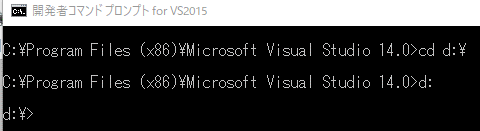 開発者コマンド プロンプト for VS2015
C:¥Program Files (x86)¥Microsoft Visual Studio 14.0>cd d:¥
C:¥Program Files (x86)¥Microsoft Visual Studio 14.0>d:
d:¥>